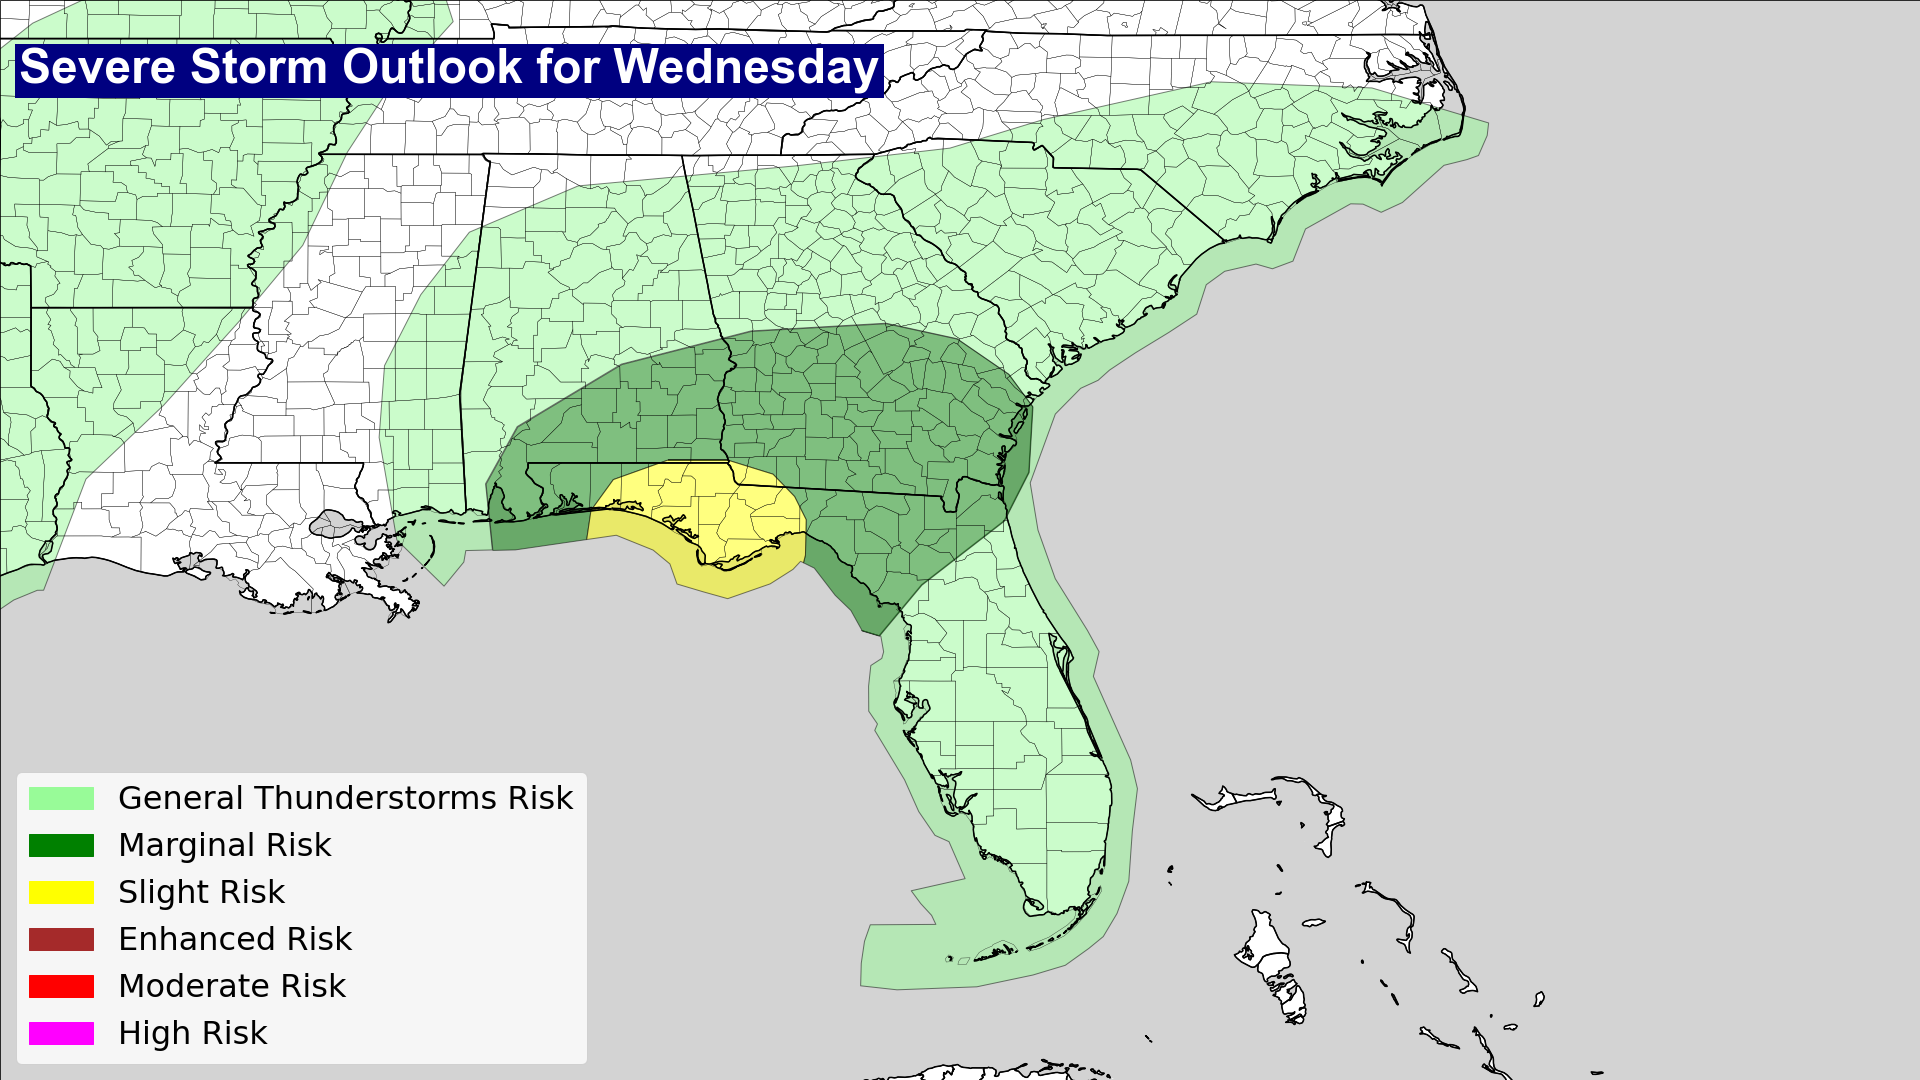 Severe Storm Outlook for Wednesday
General Thunderstorms Risk
Marginal Risk
Slight Risk
Enhanced Risk
Moderate Risk
High Risk